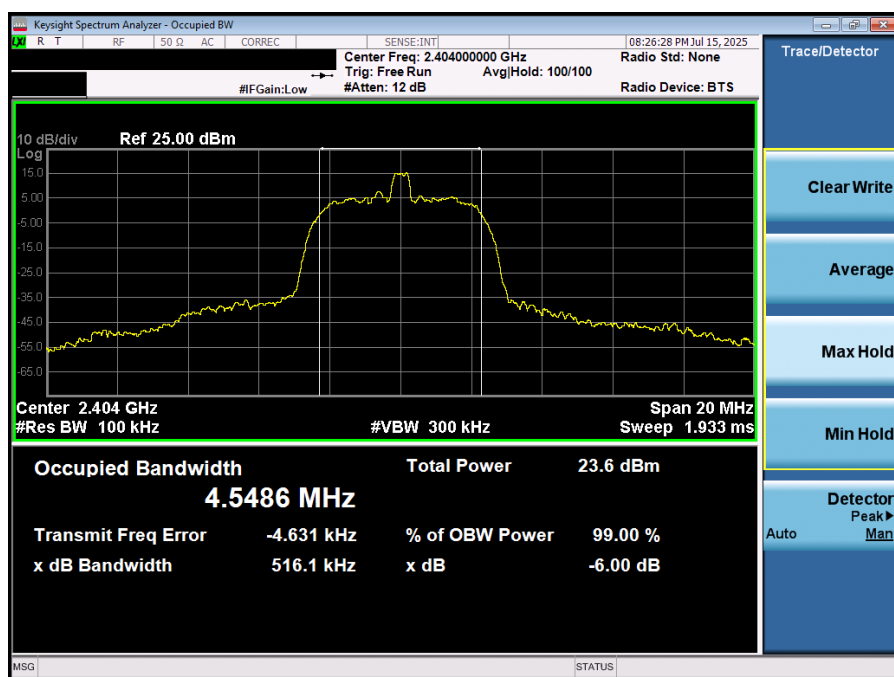 Keysight Spectrum Analyzer - Occupied BW
LXI R T RF 50 Ω AC CORREC SENSE:INT 08:26:28 PM Jul 15, 2025
Center Freq: 2.404000000 GHz Radio Std: None
Trig: Free Run Avg|Hold: 100/100
#IFGain:Low #Atten: 12 dB Radio Device: BTS
Trace/Detector
10 dB/div Ref 25.00 dBm
Log
15.0
5.00
-5.00
-15.0
-25.0
-35.0
-45.0
-55.0
-65.0
Center 2.404 GHz Span 20 MHz
#Res BW 100 kHz #VBW 300 kHz Sweep 1.933 ms
Occupied Bandwidth Total Power 23.6 dBm
4.5486 MHz
Transmit Freq Error -4.631 kHz % of OBW Power 99.00 %
x dB Bandwidth 516.1 kHz x dB -6.00 dB
Clear Write
Average
Max Hold
Min Hold
Detector
Peak▶
Auto Man
MSG STATUS